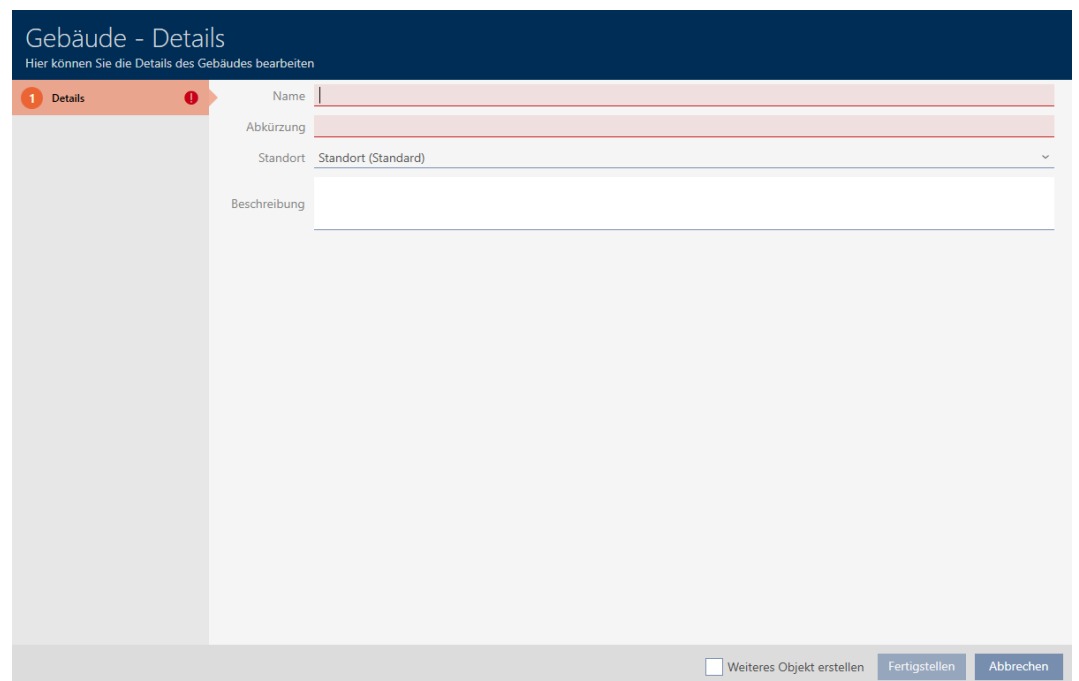 Gebäude - Details
Hier können Sie die Details des Gebäudes bearbeiten
1 Details !
Name
Abkürzung
Standort Standort (Standard)
Beschreibung
Weiteres Objekt erstellen Fertigstellen Abbrechen